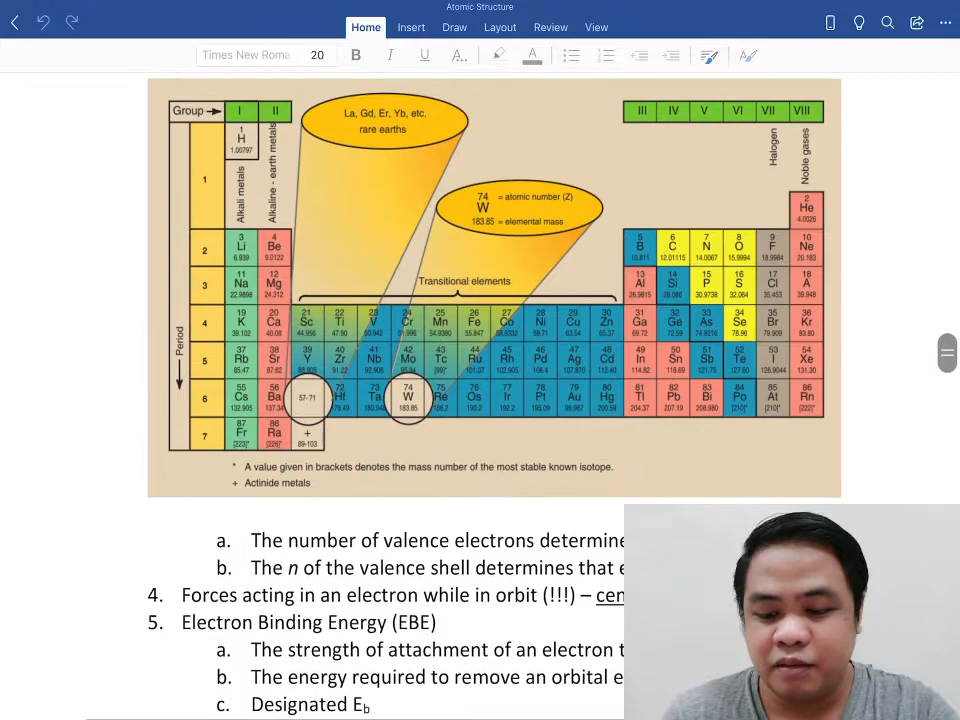 Atomic Structure
Home Insert Draw Layout Review View
Times New Roma 20 B I U A
Group → I II III IV V VI VII VIII
La, Gd, Er, Yb, etc.
rare earths
Alkali metals
Alkaline - earth metals
Halogen
Noble gases
Period
74 = atomic number (Z)
W
183.85 = elemental mass
Transitional elements
1
1 H 1.00797
2 He 4.0026
2
3 Li 6.939
4 Be 9.0122
5 B 10.811
6 C 12.01115
7 N 14.0067
8 O 15.9994
9 F 18.9984
10 Ne 20.183
3
11 Na 22.9898
12 Mg 24.312
13 Al 26.9815
14 Si 28.086
15 P 30.9738
16 S 32.064
17 Cl 35.453
18 A 39.948
4
19 K 39.102
20 Ca 40.08
21 Sc 44.956
22 Ti 47.90
23 V 50.942
24 Cr 51.996
25 Mn 54.9380
26 Fe 55.847
27 Co 58.9332
28 Ni 58.71
29 Cu 63.54
30 Zn 65.37
31 Ga 69.72
32 Ge 72.59
33 As 74.9216
34 Se 78.96
35 Br 79.909
36 Kr 83.80
5
37 Rb 85.47
38 Sr 87.62
39 Y 88.905
40 Zr 91.22
41 Nb 92.906
42 Mo 95.94
43 Tc [99]*
44 Ru 101.07
45 Rh 102.905
46 Pd 106.4
47 Ag 107.870
48 Cd 112.40
49 In 114.82
50 Sn 118.69
51 Sb 121.75
52 Te 127.60
53 I 126.9044
54 Xe 131.30
6
55 Cs 132.905
56 Ba 137.34
57-71
72 Hf 178.49
73 Ta 180.948
74 W 183.85
75 Re 186.2
76 Os 190.2
77 Ir 192.2
78 Pt 195.09
79 Au
80 Hg 200.59
81 Tl 204.37
82 Pb 207.19
83 Bi 208.980
84 Po [210]*
85 At [210]*
86 Rn [222]*
7
87 Fr [223]*
88 Ra [226]*
+
89-103
* A value given in brackets denotes the mass number of the most stable known isotope.
+ Actinide metals
a. The number of valence electrons determine
b. The n of the valence shell determines that e
4. Forces acting in an electron while in orbit (!!!) – cen
5. Electron Binding Energy (EBE)
a. The strength of attachment of an electron t
b. The energy required to remove an orbital e
c. Designated Eb